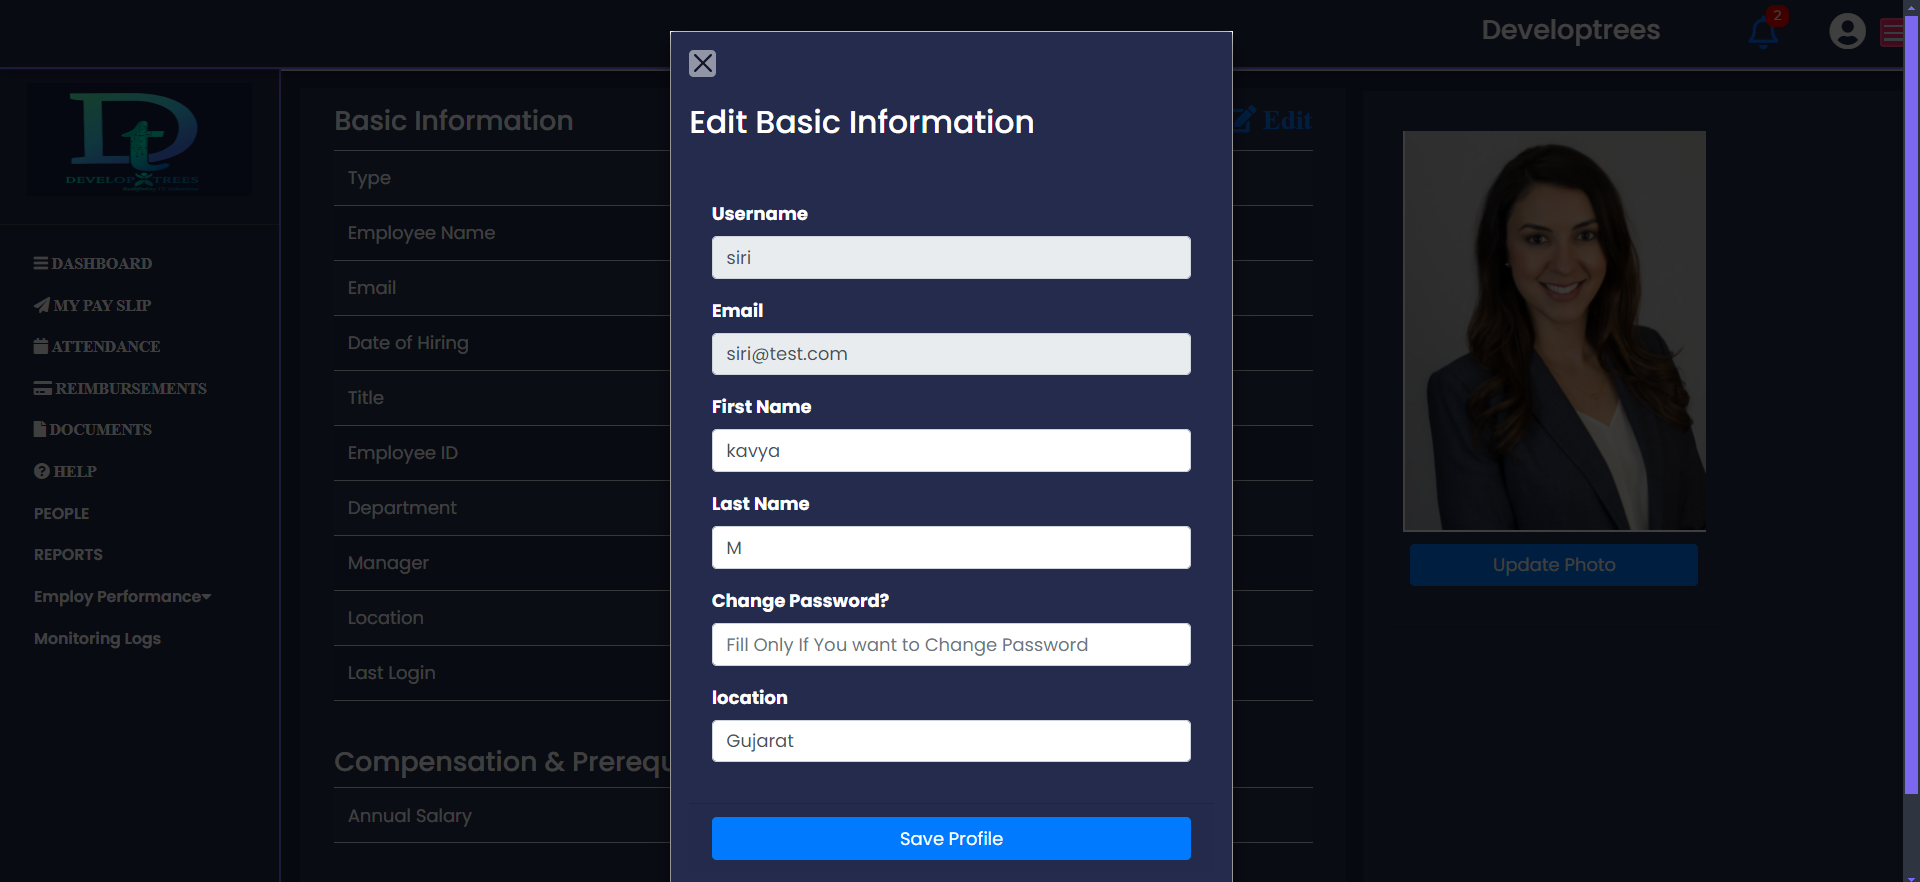 Developtrees
2
DEVELOP TREES
DASHBOARD
MY PAY SLIP
ATTENDANCE
REIMBURSEMENTS
DOCUMENTS
HELP
PEOPLE
REPORTS
Employ Performance
Monitoring Logs
Basic Information
Edit
Type
Employee Name
Email
Date of Hiring
Title
Employee ID
Department
Manager
Location
Last Login
Compensation & Prerequ
Annual Salary
Edit Basic Information
Username
siri
Email
siri@test.com
First Name
kavya
Last Name
M
Change Password?
Fill Only If You want to Change Password
location
Gujarat
Save Profile
Update Photo